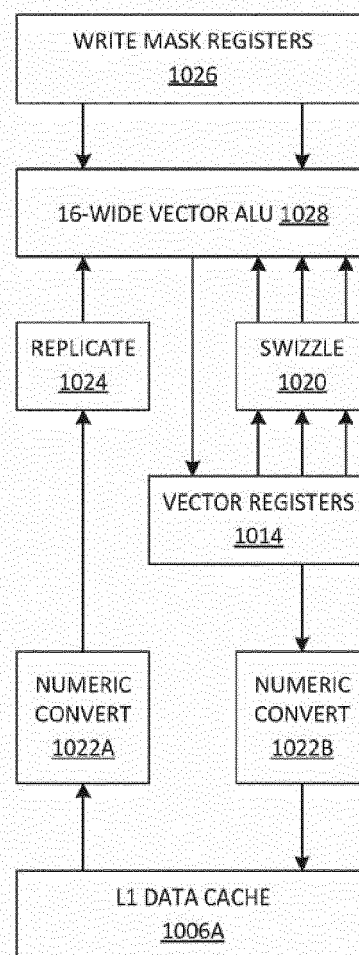 WRITE MASK REGISTERS
1026
16-WIDE VECTOR ALU 1028
REPLICATE
1024
SWIZZLE
1020
VECTOR REGISTERS
1014
NUMERIC
CONVERT
1022A
NUMERIC
CONVERT
1022B
L1 DATA CACHE
1006A